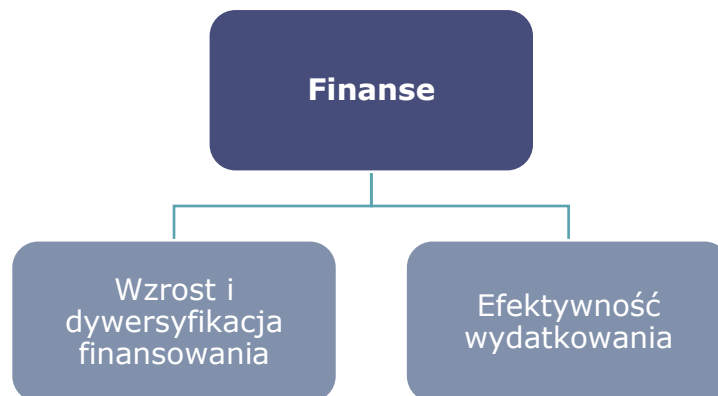 Finanse
Wzrost i
dywersyfikacja
finansowania
Efektywność
wydatkowania